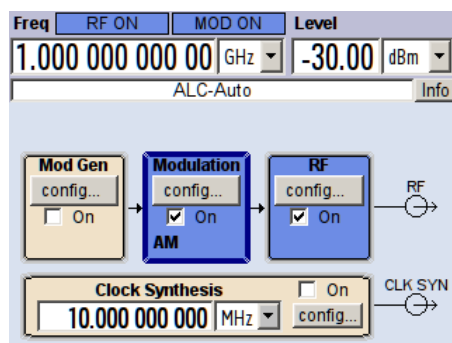 Freq RF ON MOD ON Level
1.000 000 000 00 GHz -30.00 dBm
ALC-Auto Info
Mod Gen Modulation RF
config... config... config... RF
On On On
AM
Clock Synthesis On CLK SYN
10.000 000 000 MHz config...